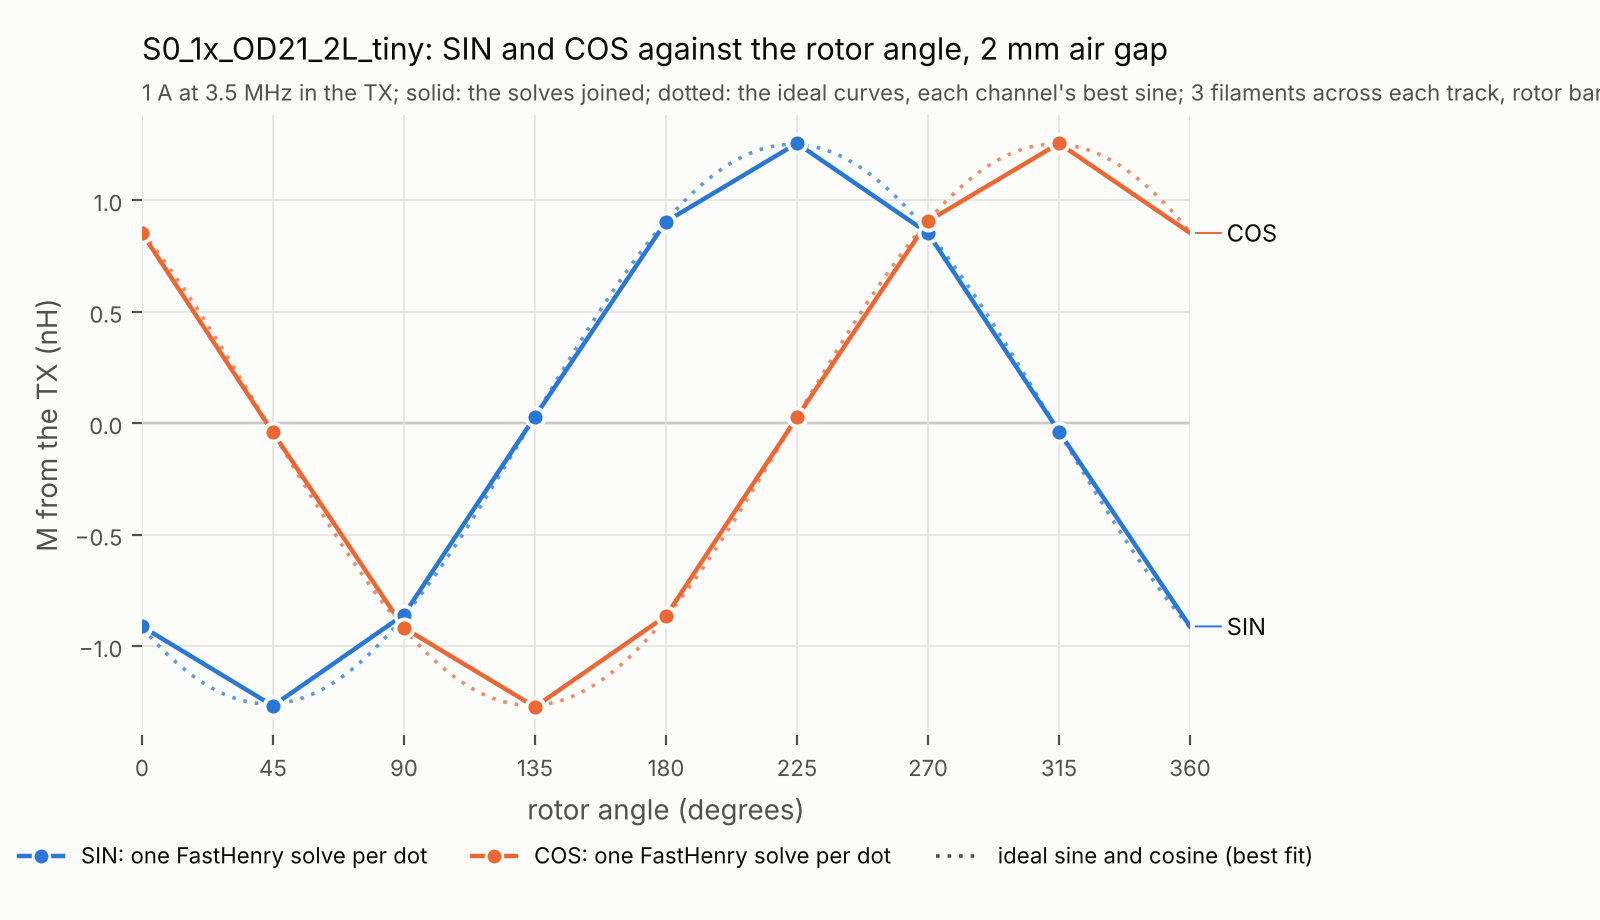 S0_1x_OD21_2L_tiny: SIN and COS against the rotor angle, 2 mm air gap
1 A at 3.5 MHz in the TX; solid: the solves joined; dotted: the ideal curves, each channel's best sine; 3 filaments across each track, rotor
M from the TX (nH)
1.0
0.5
0.0
−0.5
−1.0
COS
SIN
0 45 90 135 180 225 270 315 360
rotor angle (degrees)
SIN: one FastHenry solve per dot COS: one FastHenry solve per dot ideal sine and cosine (best fit)